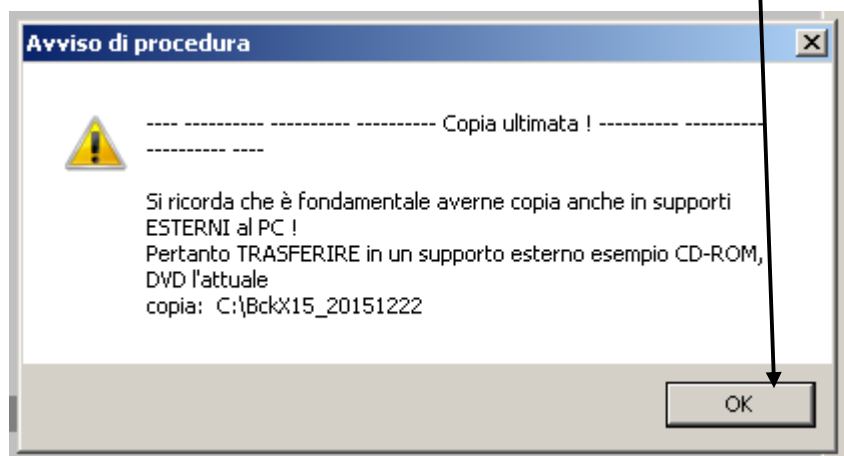 Avviso di procedura
---- ---------- ---------- ---------- Copia ultimata ! ---------- ----------
---------- ----
Si ricorda che è fondamentale averne copia anche in supporti
ESTERNI al PC !
Pertanto TRASFERIRE in un supporto esterno esempio CD-ROM,
DVD l'attuale
copia:  C:\BckX15_20151222
OK